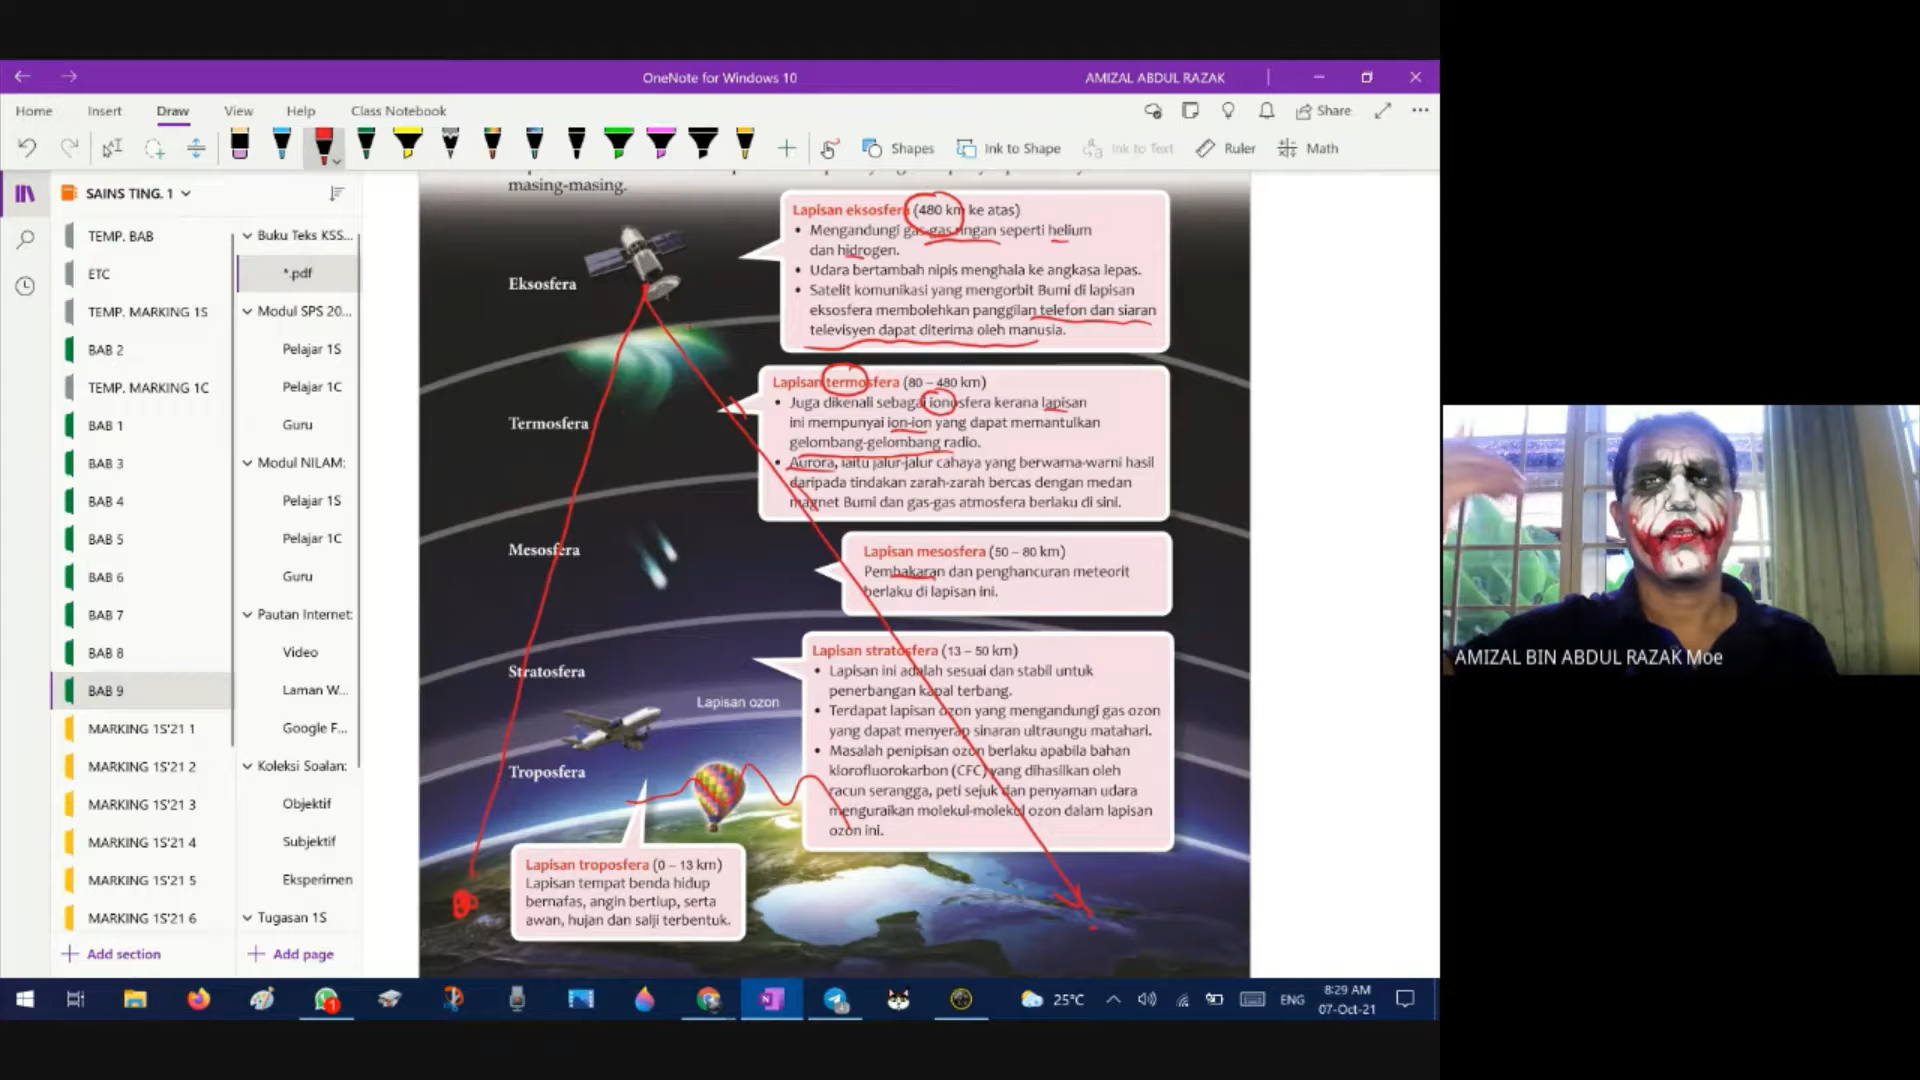 OneNote for Windows 10
AMIZAL ABDUL RAZAK
Home Insert Draw View Help Class Notebook
Share
Shapes Ink to Shape Ink to Text Ruler Math
SAINS TING. 1
TEMP. BAB
ETC
TEMP. MARKING 1S
BAB 2
TEMP. MARKING 1C
BAB 1
BAB 3
BAB 4
BAB 5
BAB 6
BAB 7
BAB 8
BAB 9
MARKING 1S'21 1
MARKING 1S'21 2
MARKING 1S'21 3
MARKING 1S'21 4
MARKING 1S'21 5
MARKING 1S'21 6
Add section
Buku Teks KSS...
*.pdf
Modul SPS 20...
Pelajar 1S
Pelajar 1C
Guru
Modul NILAM:
Pelajar 1S
Pelajar 1C
Guru
Pautan Internet:
Video
Laman W...
Google F...
Koleksi Soalan:
Objektif
Subjektif
Eksperimen
Tugasan 1S
Add page
masing-masing.
Eksosfera
Lapisan eksosfera (480 km ke atas)
• Mengandungi gas-gas ringan seperti helium
dan hidrogen.
• Udara bertambah nipis menghala ke angkasa lepas.
• Satelit komunikasi yang mengorbit Bumi di lapisan
eksosfera membolehkan panggilan telefon dan siaran
televisyen dapat diterima oleh manusia.
Termosfera
Lapisan termosfera (80 – 480 km)
• Juga dikenali sebagai ionosfera kerana lapisan
ini mempunyai ion-ion yang dapat memantulkan
gelombang-gelombang radio.
• Aurora, iaitu jalur-jalur cahaya yang berwarna-warni hasil
daripada tindakan zarah-zarah bercas dengan medan
magnet Bumi dan gas-gas atmosfera berlaku di sini.
Mesosfera
Lapisan mesosfera (50 – 80 km)
Pembakaran dan penghancuran meteorit
berlaku di lapisan ini.
Stratosfera
Lapisan ozon
Lapisan stratosfera (13 – 50 km)
• Lapisan ini adalah sesuai dan stabil untuk
penerbangan kapal terbang.
• Terdapat lapisan ozon yang mengandungi gas ozon
yang dapat menyerap sinaran ultraungu matahari.
• Masalah penipisan ozon berlaku apabila bahan
klorofluorokarbon (CFC) yang dihasilkan oleh
racun serangga, peti sejuk dan penyaman udara
menguraikan molekul-molekul ozon dalam lapisan
ozon ini.
Troposfera
Lapisan troposfera (0 – 13 km)
Lapisan tempat benda hidup
bernafas, angin bertiup, serta
awan, hujan dan salji terbentuk.
AMIZAL BIN ABDUL RAZAK Moe
25°C
ENG
8:29 AM
07-Oct-21